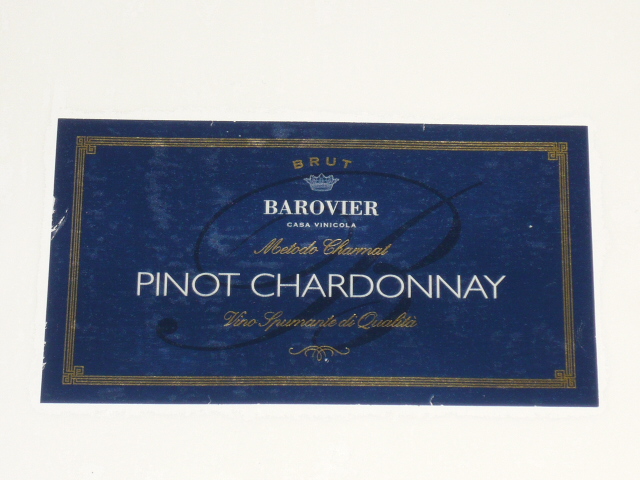 BRUT
BAROVIER
CASA VINICOLA
Metodo Charmat
PINOT CHARDONNAY
Vino Spumante di Qualità